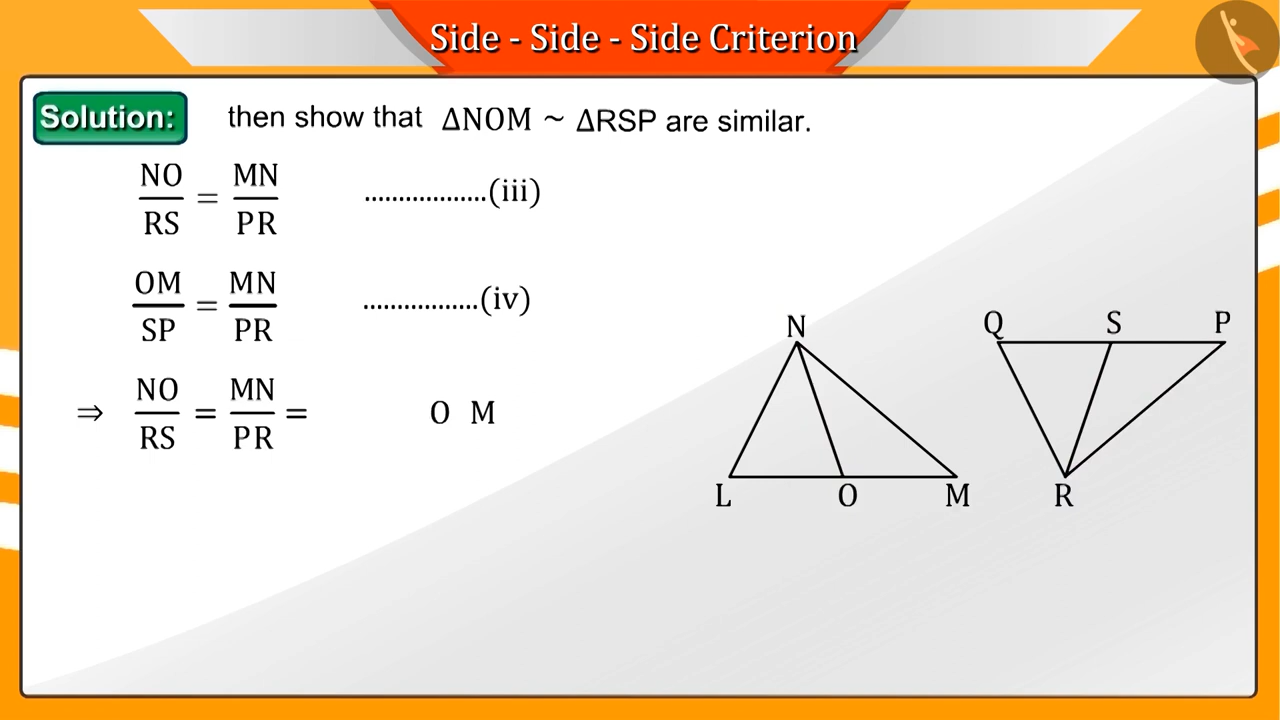 Side - Side - Side Criterion
Solution: then show that ΔNOM ~ ΔRSP are similar.
NO/RS = MN/PR ..................(iii)
OM/SP = MN/PR .................(iv)
⇒ NO/RS = MN/PR = O M
N
Q S P
L O M R